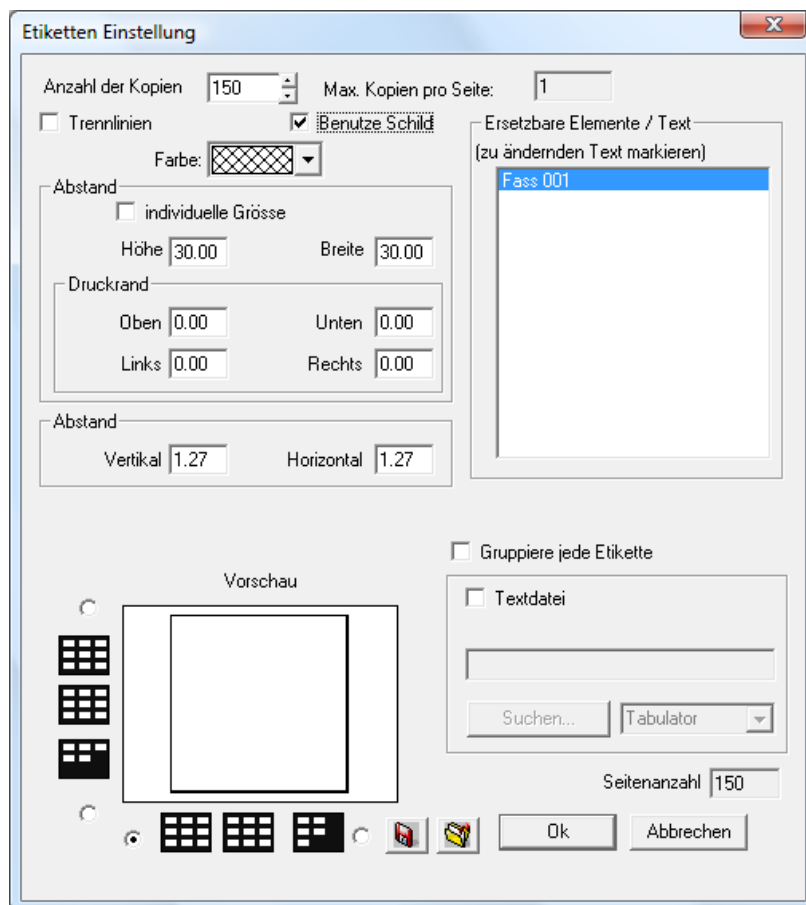 Etiketten Einstellung
Anzahl der Kopien 150 Max. Kopien pro Seite: 1
Trennlinien Benutze Schild
Farbe:
Ersetzbare Elemente / Text
(zu ändernden Text markieren)
Fass 001
Abstand
individuelle Grösse
Höhe 30.00 Breite 30.00
Druckrand
Oben 0.00 Unten 0.00
Links 0.00 Rechts 0.00
Abstand
Vertikal 1.27 Horizontal 1.27
Gruppiere jede Etikette
Vorschau
Textdatei
Suchen... Tabulator
Seitenanzahl 150
Ok Abbrechen